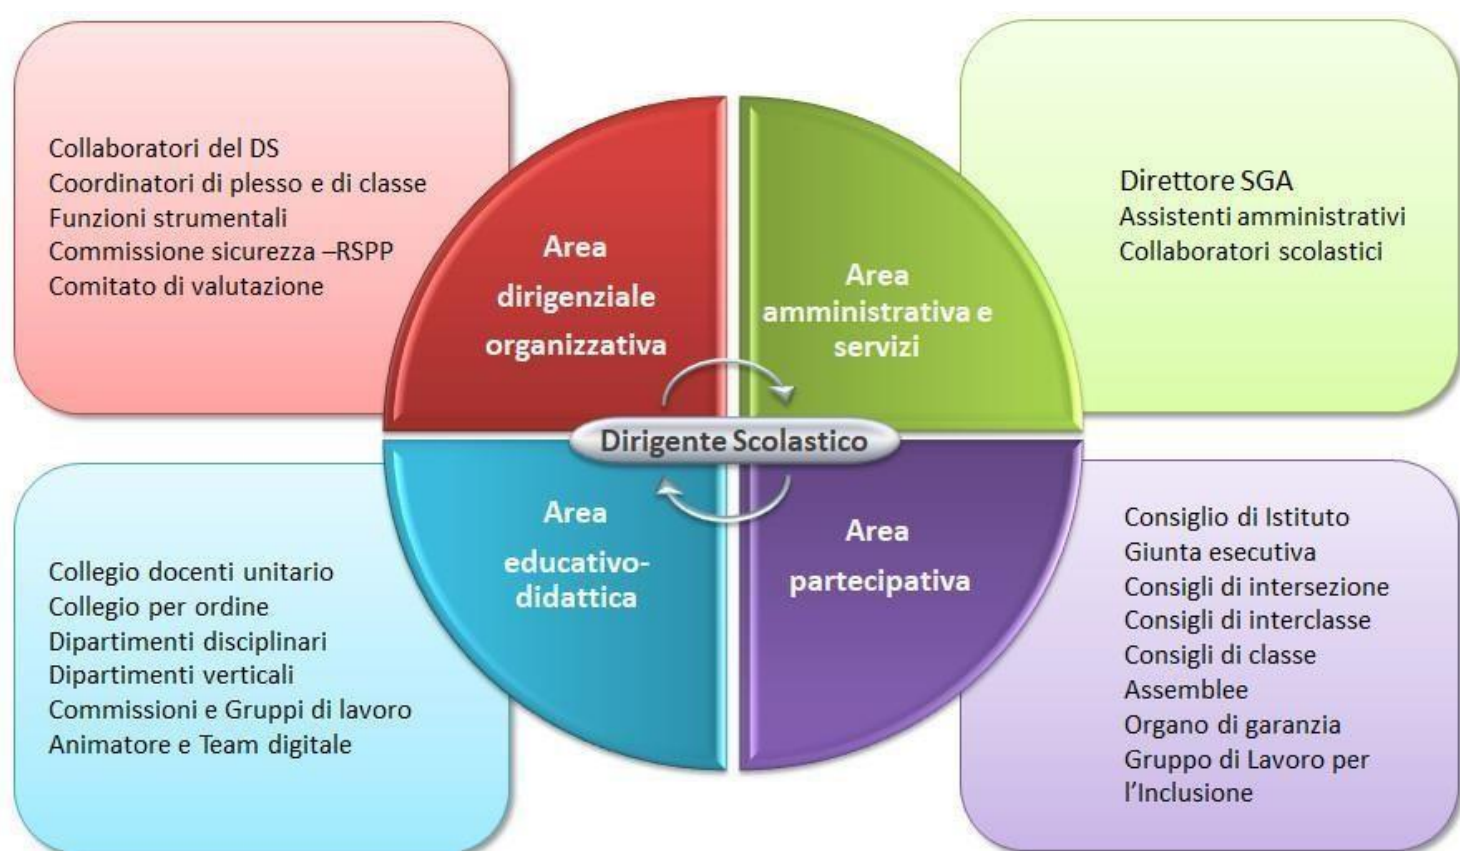 Collaboratori del DS
Coordinatori di plesso e di classe
Funzioni strumentali
Commissione sicurezza –RSPP
Comitato di valutazione
Area
dirigenziale
organizzativa
Area
amministrativa e
servizi
Direttore SGA
Assistenti amministrativi
Collaboratori scolastici
Dirigente Scolastico
Collegio docenti unitario
Collegio per ordine
Dipartimenti disciplinari
Dipartimenti verticali
Commissioni e Gruppi di lavoro
Animatore e Team digitale
Area
educativo-
didattica
Area
partecipativa
Consiglio di Istituto
Giunta esecutiva
Consigli di intersezione
Consigli di interclasse
Consigli di classe
Assemblee
Organo di garanzia
Gruppo di Lavoro per
l’Inclusione